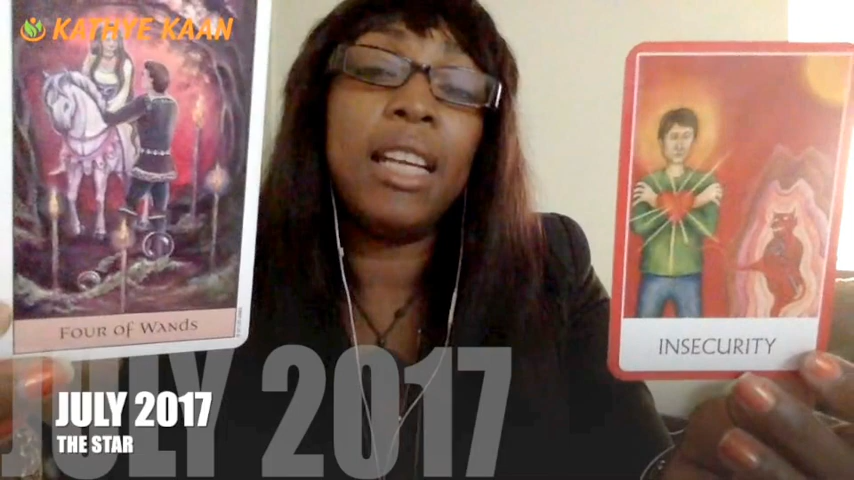 KATHYE KAAN
FOUR OF WANDS
INSECURITY
JULY 2017
JULY 2017
THE STAR